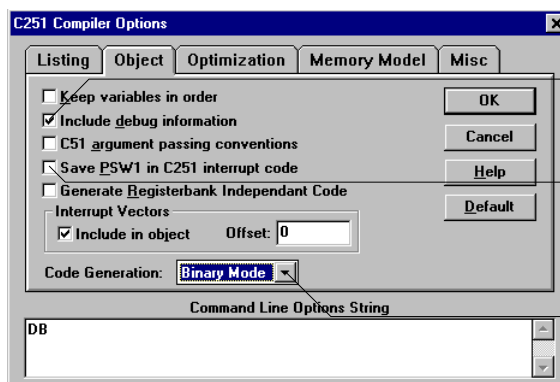 C251 Compiler Options
Listing Object Optimization Memory Model Misc
Keep variables in order
OK
Include debug information
C51 argument passing conventions
Cancel
Save PSW1 in C251 interrupt code
Help
Generate Registerbank Independant Code
Interrupt Vectors
Default
Include in object Offset: 0
Code Generation: Binary Mode
Command Line Options String
DB